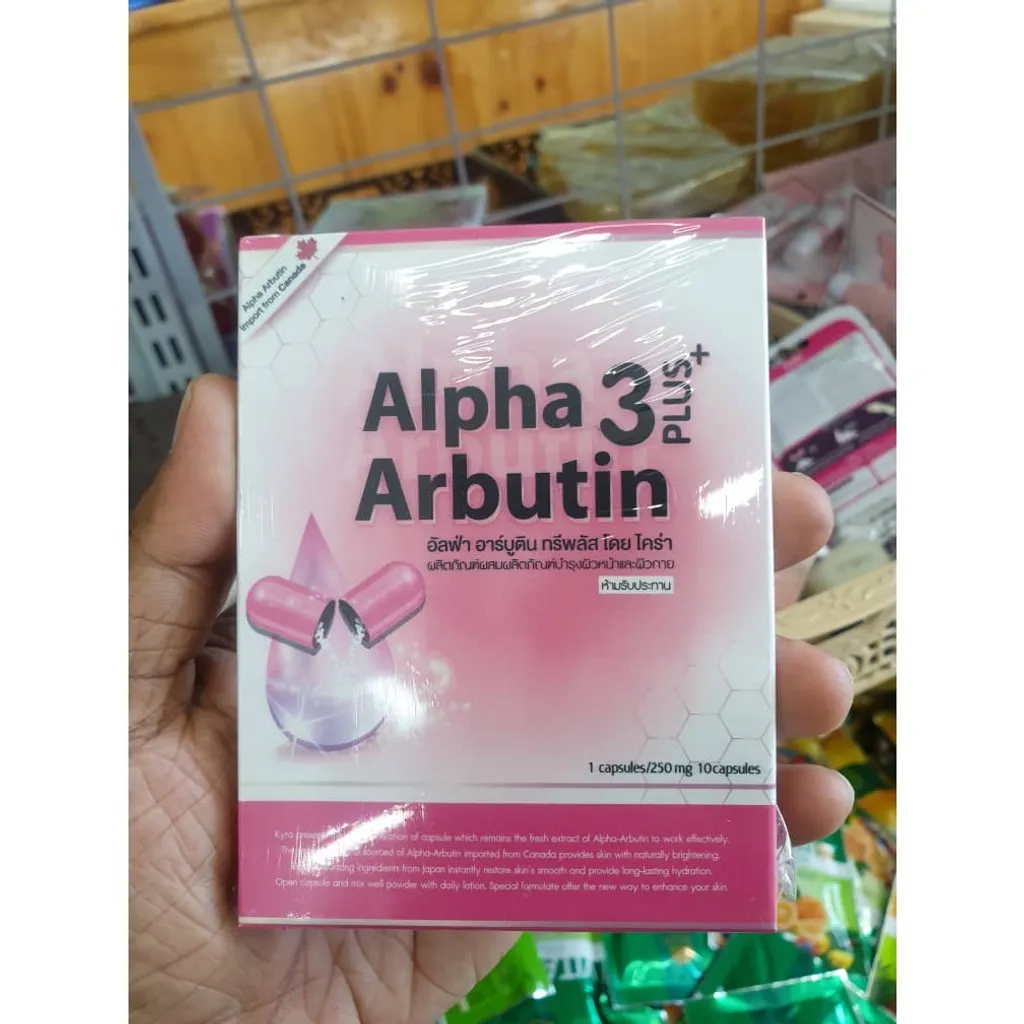 Alpha Arbutin
import from Canada
Alpha 3 PLUS+
Arbutin
อัลฟ่า อาร์บูติน ทรีพลัส โดย ไคร่า
ผลิตภัณฑ์ผสมผลิตภัณฑ์บำรุงผิวหน้าและผิวกาย
ห้ามรับประทาน
1 capsules/250 mg 10capsules
Kyra of capsule which remains the fresh extract of Alpha-Arbutin to work effectively.
sourced of Alpha-Arbutin imported from Canada provides skin with naturally brightening.
ingredients from Japan instantly restore skin's smooth and provide long-lasting hydration.
Open capsule and mix well powder with daily lotion. Special formulate offer the new way to enhance your skin.